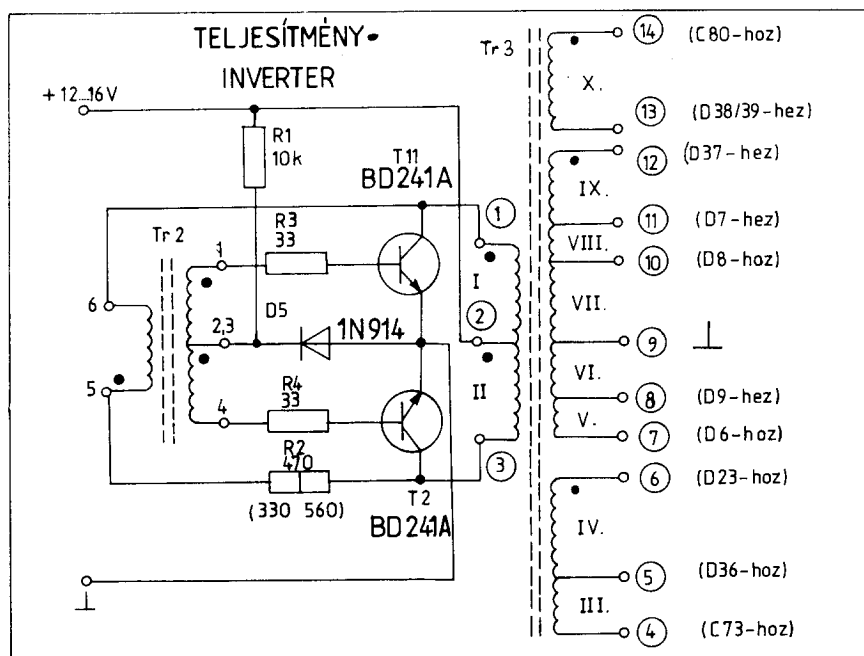 TELJESÍTMÉNY-
INVERTER
+12...16V
R1
10k
T11
BD241A
Tr 3
Tr 2
R3
33
1
6
2,3
D5
1N914
5
4
R4
33
R2
470
(330 560)
T2
BD241A
1
I
2
II
3
X.
IX.
VIII.
VII.
VI.
V.
IV.
III.
14 (C80-hoz)
13 (D38/39-hez)
12 (D37-hez)
11 (D7-hez)
10 (D8-hoz)
9
8 (D9-hez)
7 (D6-hoz)
6 (D23-hoz)
5 (D36-hoz)
4 (C73-hoz)